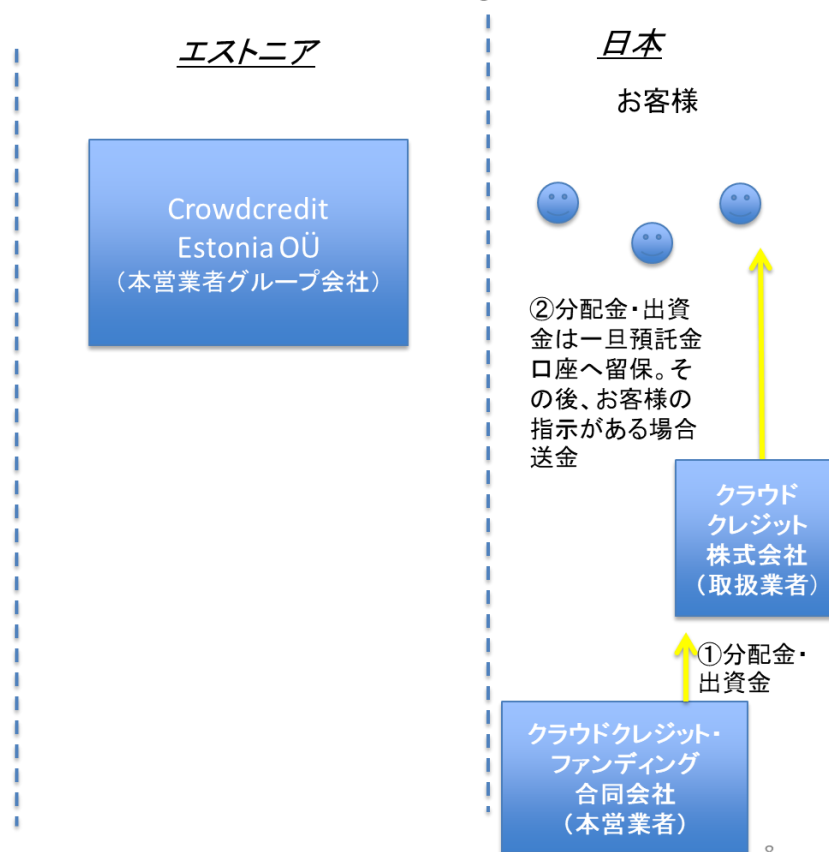 エストニア
日本
お客様
Crowdcredit
Estonia OÜ
（本営業者グループ会社）
②分配金・出資
金は一旦預託金
口座へ留保。そ
の後、お客様の
指示がある場合
送金
クラウド
クレジット
株式会社
（取扱業者）
①分配金・
出資金
クラウドクレジット・
ファンディング
合同会社
（本営業者）